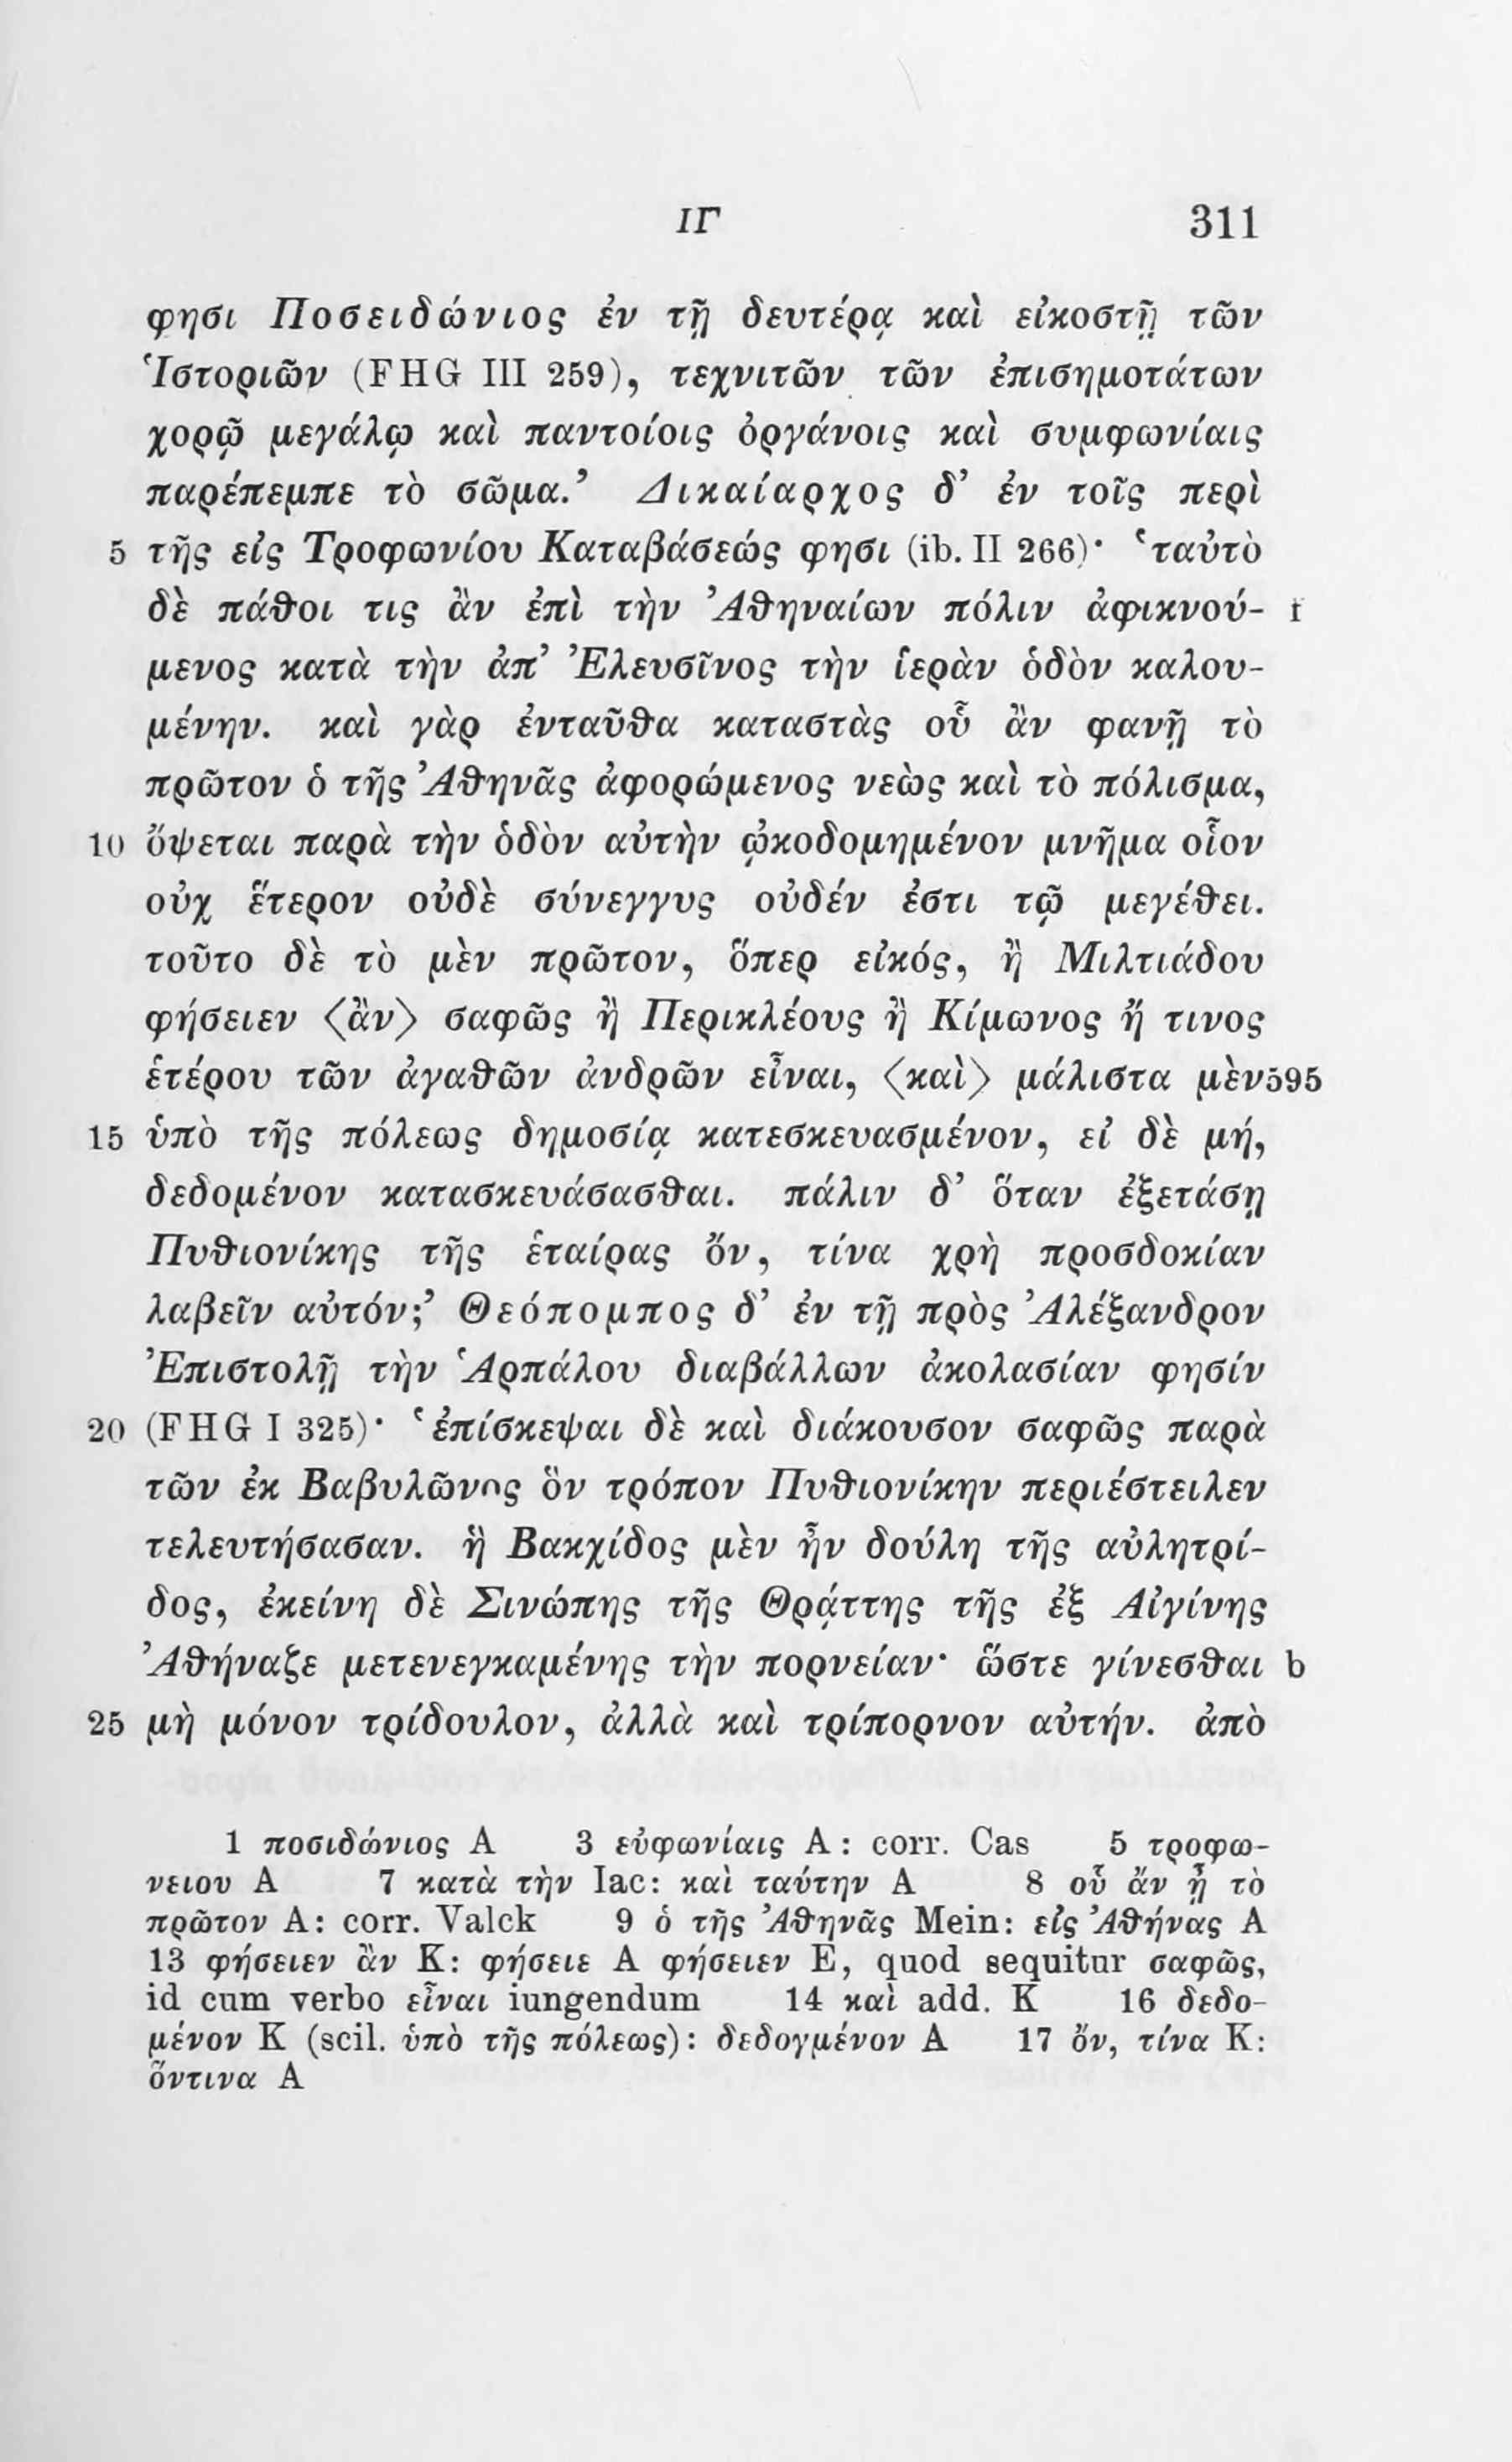 ΙΓ 311
φησι Ποσειδώνιος ἐν τῇ δευτέρᾳ καὶ εἰκοστῇ τῶν
Ἱστοριῶν (FHG III 259), τεχνιτῶν τῶν ἐπισημοτάτων
χορῷ μεγάλῳ καὶ παντοίοις ὀργάνοις καὶ συμφωνίαις
παρέπεμπε τὸ σῶμα.’ Δικαίαρχος δ’ ἐν τοῖς περὶ
5 τῆς εἰς Τροφωνίου Καταβάσεώς φησι (ib. II 266)· ‘ταὐτὸ
δὲ πάθοι τις ἂν ἐπὶ τὴν Ἀθηναίων πόλιν ἀφικνού- f
μενος κατὰ τὴν ἀπ’ Ἐλευσῖνος τὴν ἱερὰν ὁδὸν καλου-
μένην. καὶ γὰρ ἐνταῦθα καταστὰς οὗ ἂν φανῇ τὸ
πρῶτον ὁ τῆς Ἀθηνᾶς ἀφορώμενος νεὼς καὶ τὸ πόλισμα,
10 ὄψεται παρὰ τὴν ὁδὸν αὐτὴν ᾠκοδομημένον μνῆμα οἷον
οὐχ ἕτερον οὐδὲ σύνεγγυς οὐδέν ἐστι τῷ μεγέθει.
τοῦτο δὲ τὸ μὲν πρῶτον, ὅπερ εἰκός, ἢ Μιλτιάδου
φήσειεν ⟨ἂν⟩ σαφῶς ἢ Περικλέους ἢ Κίμωνος ἤ τινος
ἑτέρου τῶν ἀγαθῶν ἀνδρῶν εἶναι, ⟨καὶ⟩ μάλιστα μὲν 595
15 ὑπὸ τῆς πόλεως δημοσίᾳ κατεσκευασμένον, εἰ δὲ μή,
δεδομένον κατασκευάσασθαι. πάλιν δ’ ὅταν ἐξετάσῃ
Πυθιονίκης τῆς ἑταίρας ὄν, τίνα χρὴ προσδοκίαν
λαβεῖν αὐτόν;’ Θεόπομπος δ’ ἐν τῇ πρὸς Ἀλέξανδρον
Ἐπιστολῇ τὴν Ἁρπάλου διαβάλλων ἀκολασίαν φησίν
20 (FHG I 325)· ‘ἐπίσκεψαι δὲ καὶ διάκουσον σαφῶς παρὰ
τῶν ἐκ Βαβυλῶνος ὃν τρόπον Πυθιονίκην περιέστειλεν
τελευτήσασαν. ἣ Βακχίδος μὲν ἦν δούλη τῆς αὐλητρί-
δος, ἐκείνη δὲ Σινώπης τῆς Θρᾴττης τῆς ἐξ Αἰγίνης
Ἀθήναζε μετενεγκαμένης τὴν πορνείαν· ὥστε γίνεσθαι b
25 μὴ μόνον τρίδουλον, ἀλλὰ καὶ τρίπορνον αὐτήν. ἀπὸ
1 ποσιδώνιος A 3 εὐφωνίαις A: corr. Cas 5 τροφω-
νειου A 7 κατὰ τὴν Iac: καὶ ταύτην A 8 οὗ ἄν ᾖ τὸ
πρῶτον A: corr. Valck 9 ὁ τῆς Ἀθηνᾶς Mein: εἰς Ἀθήνας A
13 φήσειεν ἂν K: φήσειε A φήσειεν E, quod sequitur σαφῶς,
id cum verbo εἶναι iungendum 14 καὶ add. K 16 δεδο-
μένον K (scil. ὑπὸ τῆς πόλεως): δεδογμένον A 17 ὄν, τίνα K:
ὅντινα A